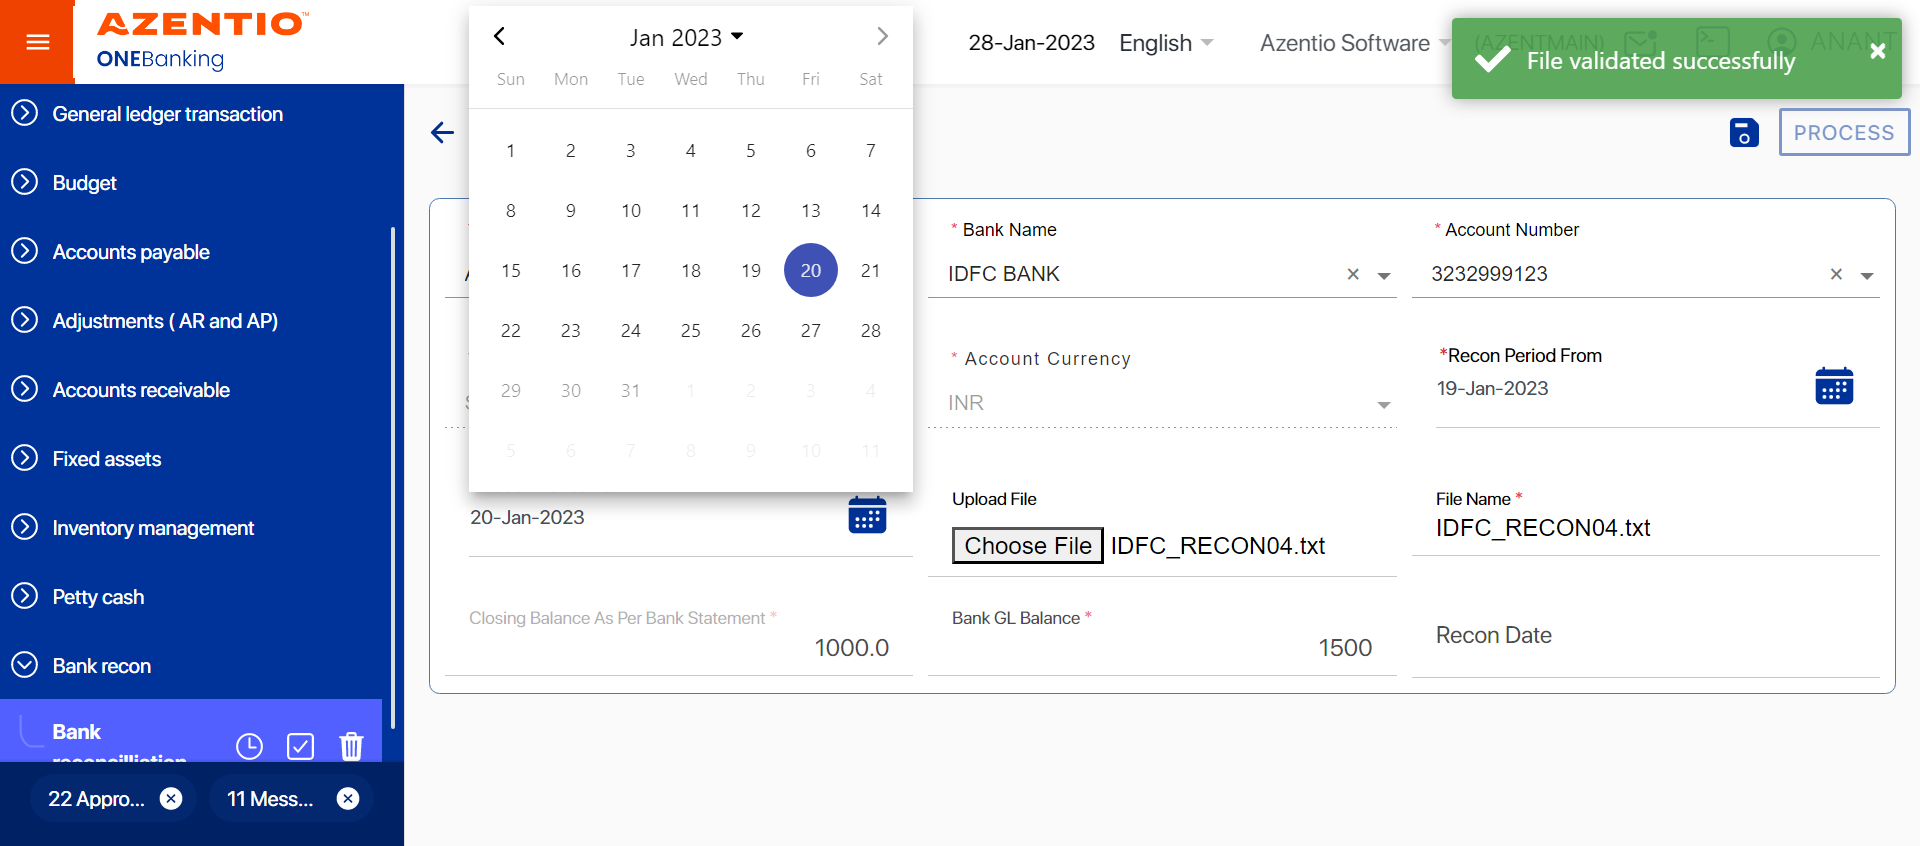 AZENTIO™
ONEBanking
28-Jan-2023 English Azentio Software (AZENTMAIN) ANANT
File validated successfully
PROCESS
General ledger transaction
Budget
Accounts payable
Adjustments ( AR and AP)
Accounts receivable
Fixed assets
Inventory management
Petty cash
Bank recon
Bank
reconcilliation
22 Appro...
11 Mess...
Jan 2023
Sun Mon Tue Wed Thu Fri Sat
1 2 3 4 5 6 7
8 9 10 11 12 13 14
15 16 17 18 19 20 21
22 23 24 25 26 27 28
29 30 31 1 2 3 4
5 6 7 8 9 10 11
* Bank Name
IDFC BANK
* Account Number
3232999123
* Account Currency
INR
*Recon Period From
19-Jan-2023
20-Jan-2023
Upload File
Choose File IDFC_RECON04.txt
File Name *
IDFC_RECON04.txt
Closing Balance As Per Bank Statement *
1000.0
Bank GL Balance *
1500
Recon Date